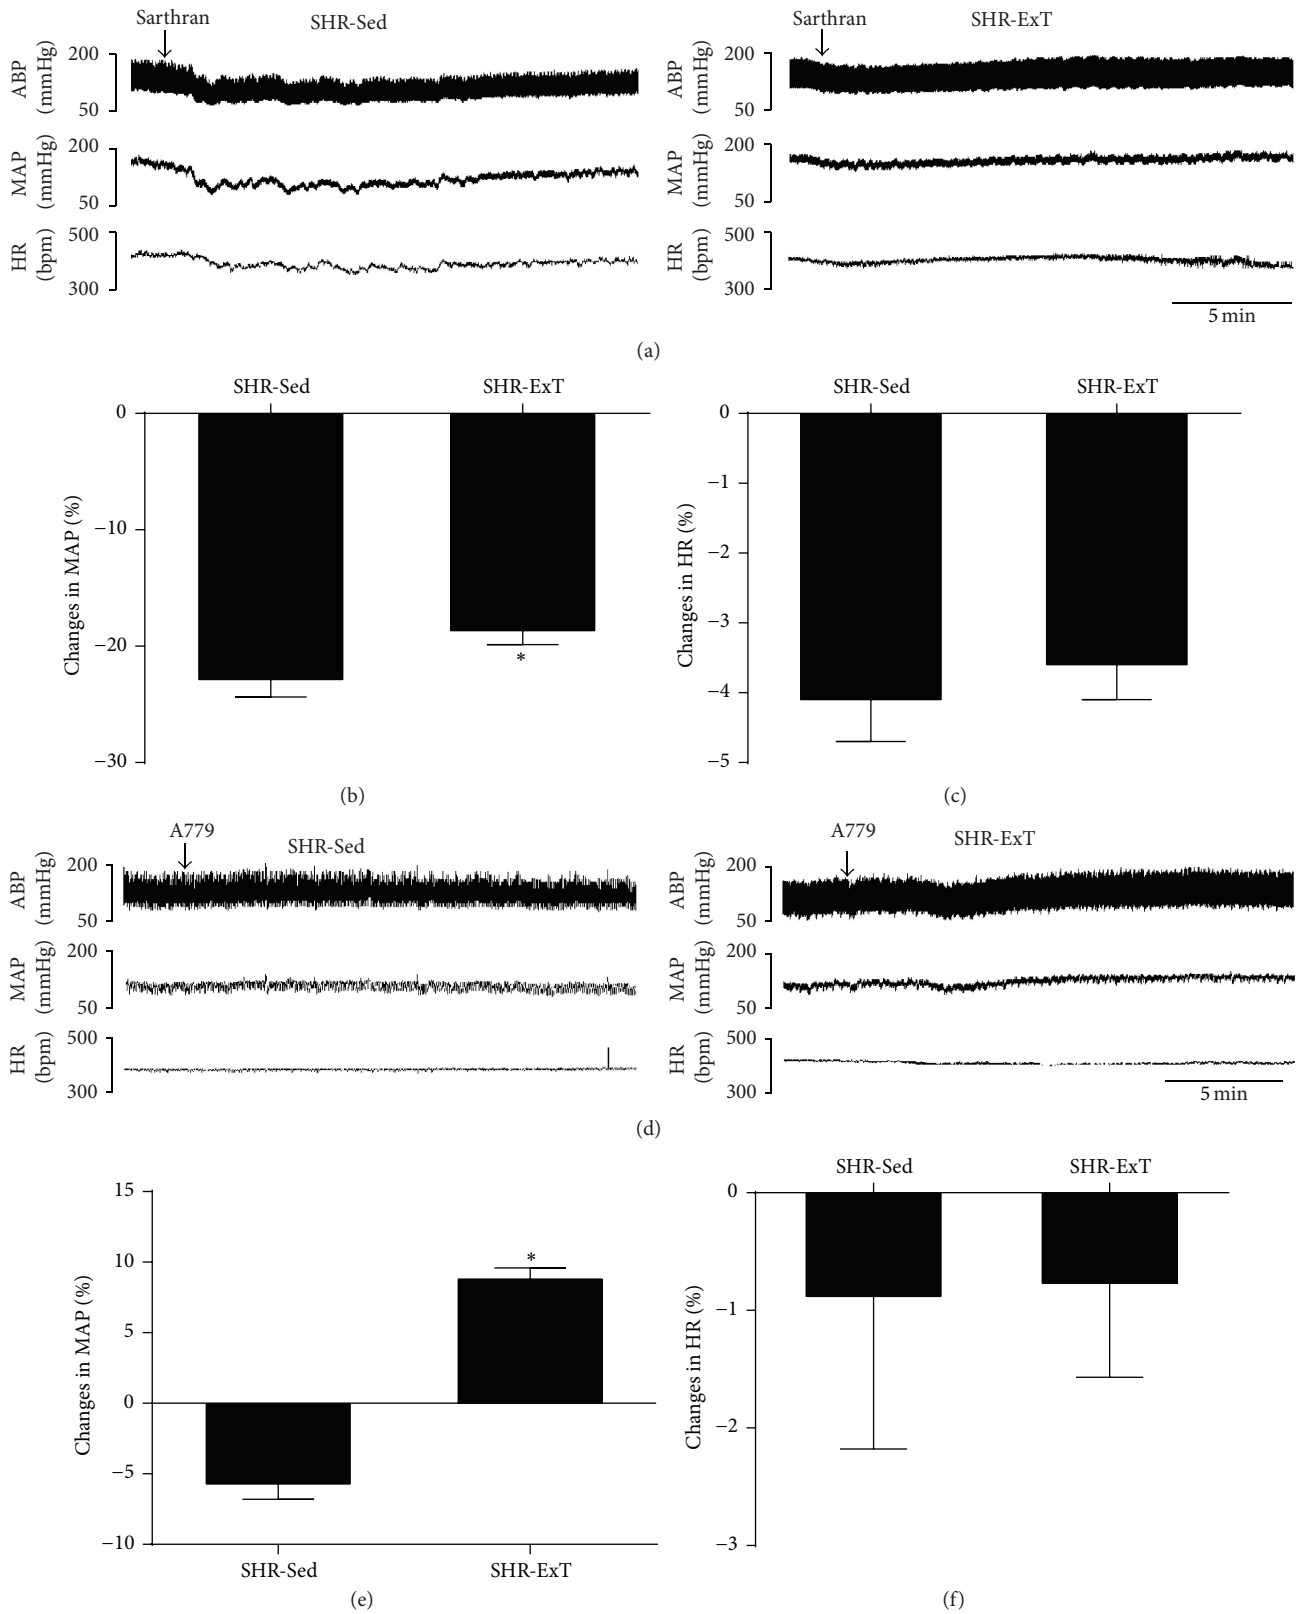 Sarthran
SHR-Sed
ABP
(mmHg)
200
50
MAP
(mmHg)
200
50
HR
(bpm)
500
300
Sarthran
SHR-ExT
ABP
(mmHg)
200
50
MAP
(mmHg)
200
50
HR
(bpm)
500
300
5 min
(a)
SHR-Sed
SHR-ExT
Changes in MAP (%)
0
−10
−20
−30
*
(b)
SHR-Sed
SHR-ExT
Changes in HR (%)
0
−1
−2
−3
−4
−5
(c)
A779
SHR-Sed
ABP
(mmHg)
200
50
MAP
(mmHg)
200
50
HR
(bpm)
500
300
A779
SHR-ExT
ABP
(mmHg)
200
50
MAP
(mmHg)
200
50
HR
(bpm)
500
300
5 min
(d)
Changes in MAP (%)
15
10
5
0
−5
−10
*
SHR-Sed
SHR-ExT
(e)
SHR-Sed
SHR-ExT
Changes in HR (%)
0
−1
−2
−3
(f)